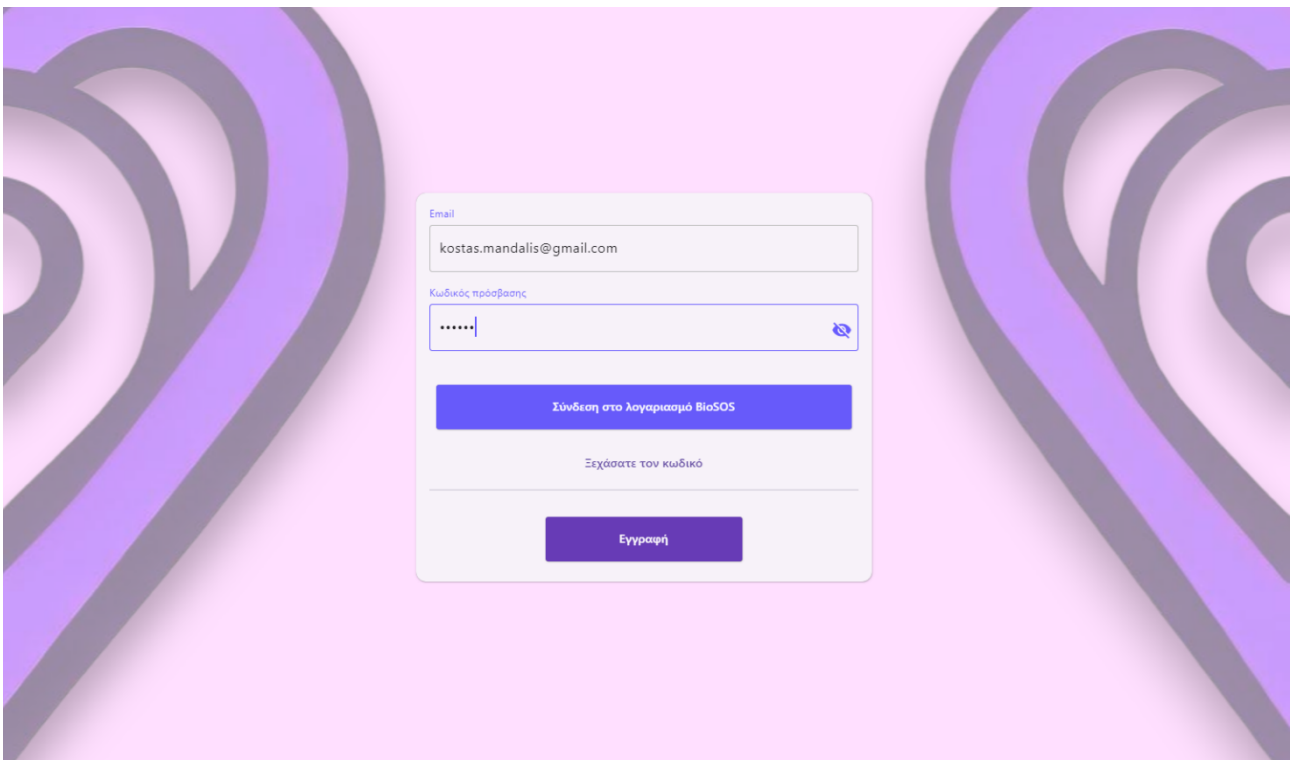 Email
kostas.mandalis@gmail.com
Κωδικός πρόσβασης
••••••
Σύνδεση στο λογαριασμό BioSOS
Ξεχάσατε τον κωδικό
Εγγραφή